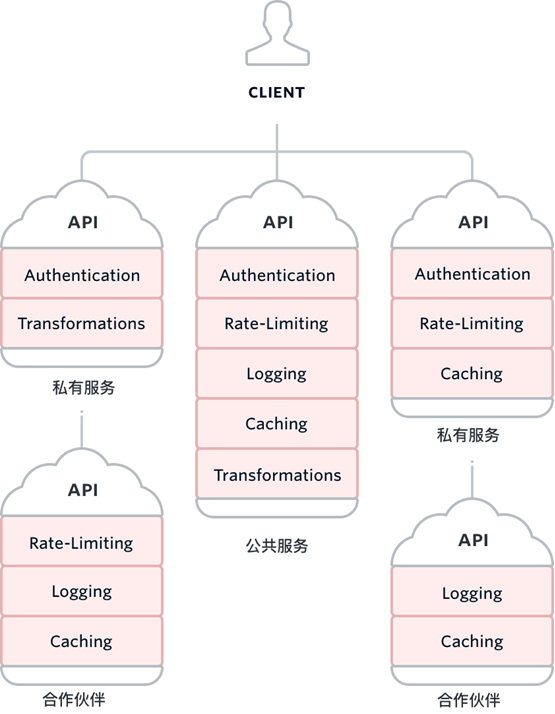 CLIENT
API
Authentication
Transformations
私有服务
API
Rate-Limiting
Logging
Caching
合作伙伴
API
Authentication
Rate-Limiting
Logging
Caching
Transformations
公共服务
API
Authentication
Rate-Limiting
Caching
私有服务
API
Logging
Caching
合作伙伴